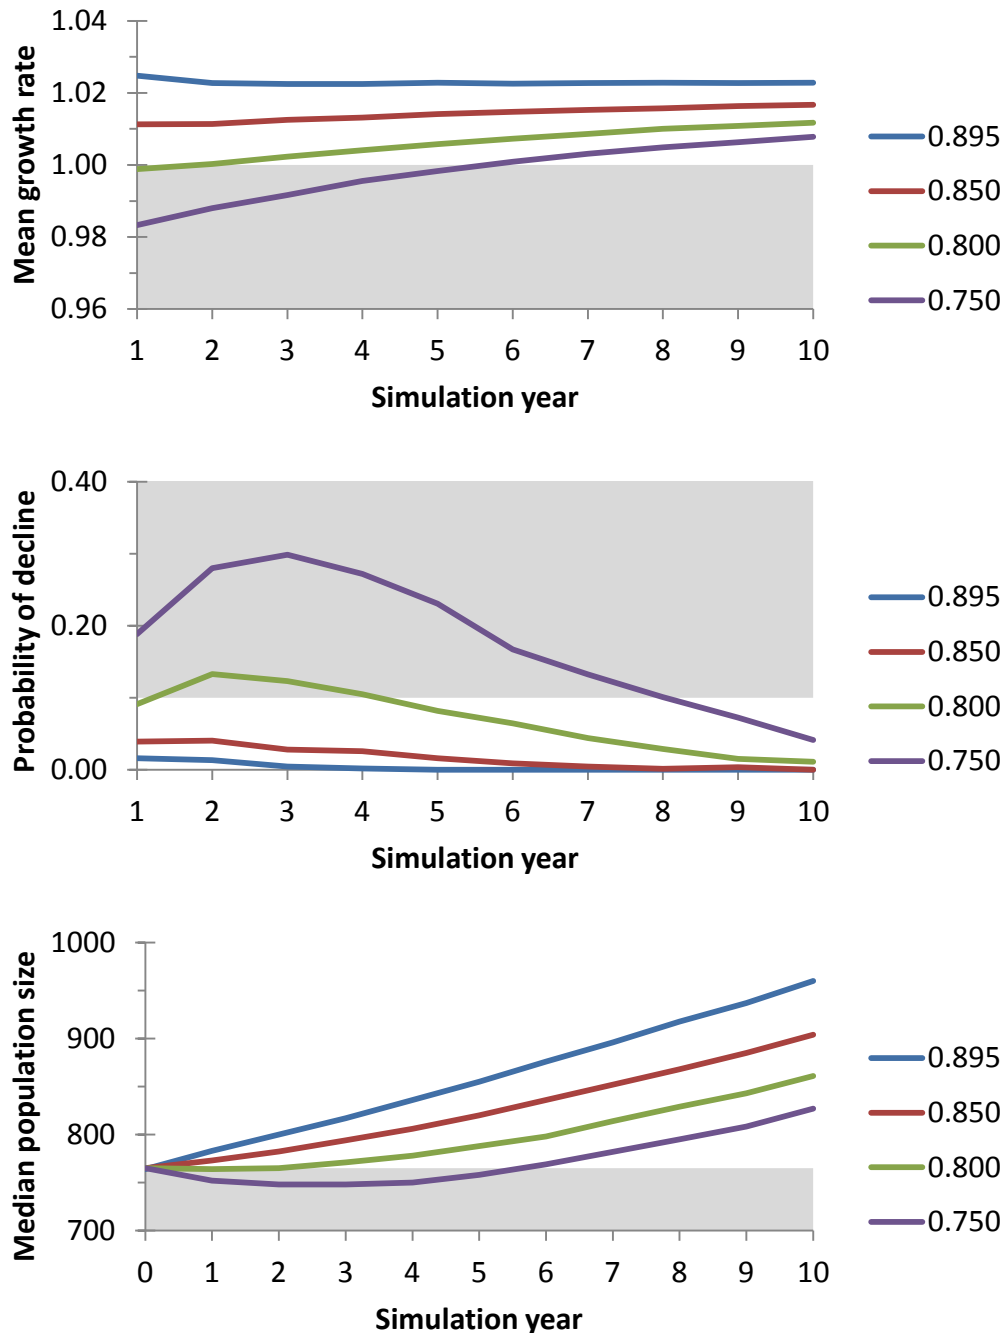 Mean growth rate
1.04
1.02
1.00
0.98
0.96
1 2 3 4 5 6 7 8 9 10
Simulation year
0.895
0.850
0.800
0.750
Probability of decline
0.40
0.20
0.00
1 2 3 4 5 6 7 8 9 10
Simulation year
0.895
0.850
0.800
0.750
Median population size
1000
900
800
700
0 1 2 3 4 5 6 7 8 9 10
Simulation year
0.895
0.850
0.800
0.750